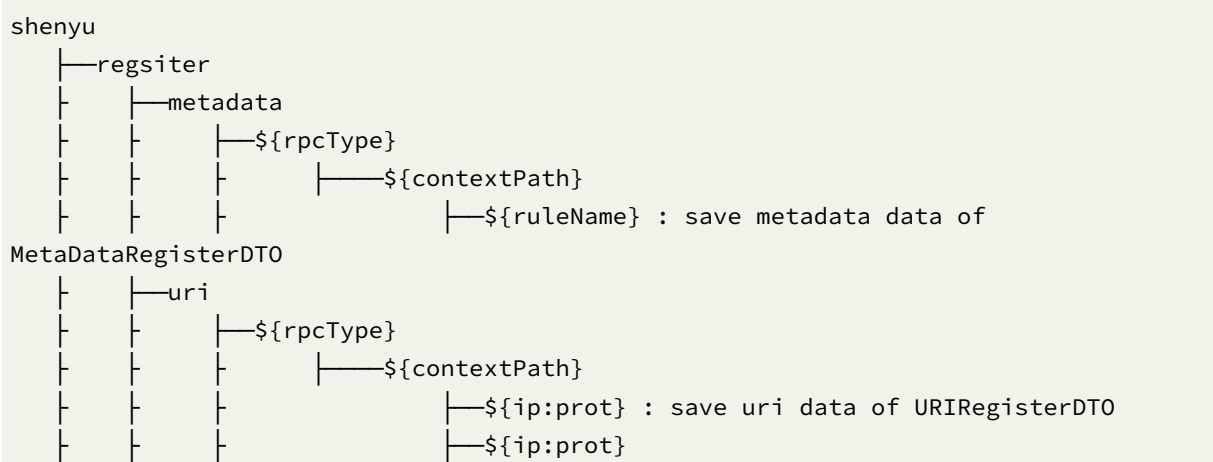 shenyu
   ├──regsiter
   ├    ├──metadata
   ├    ├     ├──${rpcType}
   ├    ├     ├      ├────${contextPath}
   ├    ├     ├               ├──${ruleName} : save metadata data of
MetaDataRegisterDTO
   ├    ├──uri
   ├    ├     ├──${rpcType}
   ├    ├     ├      ├────${contextPath}
   ├    ├     ├               ├──${ip:prot} : save uri data of URIRegisterDTO
   ├    ├     ├               ├──${ip:prot}